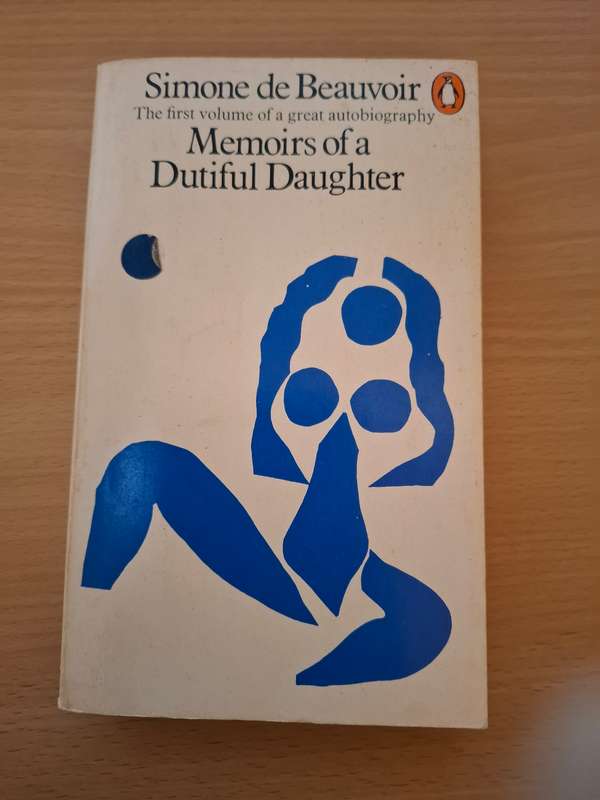 Simone de Beauvoir
The first volume of a great autobiography
Memoirs of a
Dutiful Daughter